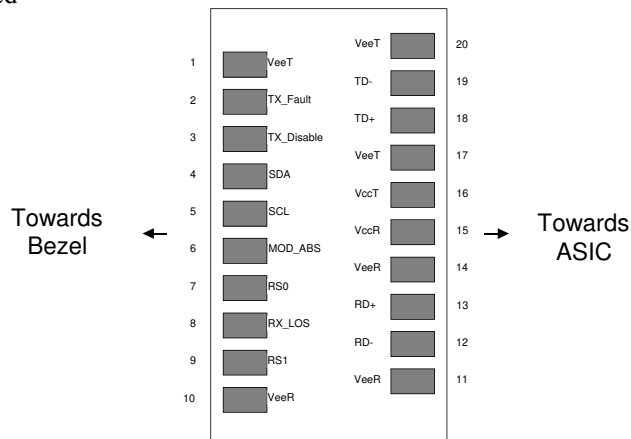 VeeT 20
1 VeeT
TD- 19
2 TX_Fault
TD+ 18
3 TX_Disable
VeeT 17
4 SDA
VccT 16
Towards
Bezel
5 SCL
VccR 15
Towards
ASIC
6 MOD_ABS
VeeR 14
7 RS0
RD+ 13
8 RX_LOS
RD- 12
9 RS1
VeeR 11
10 VeeR